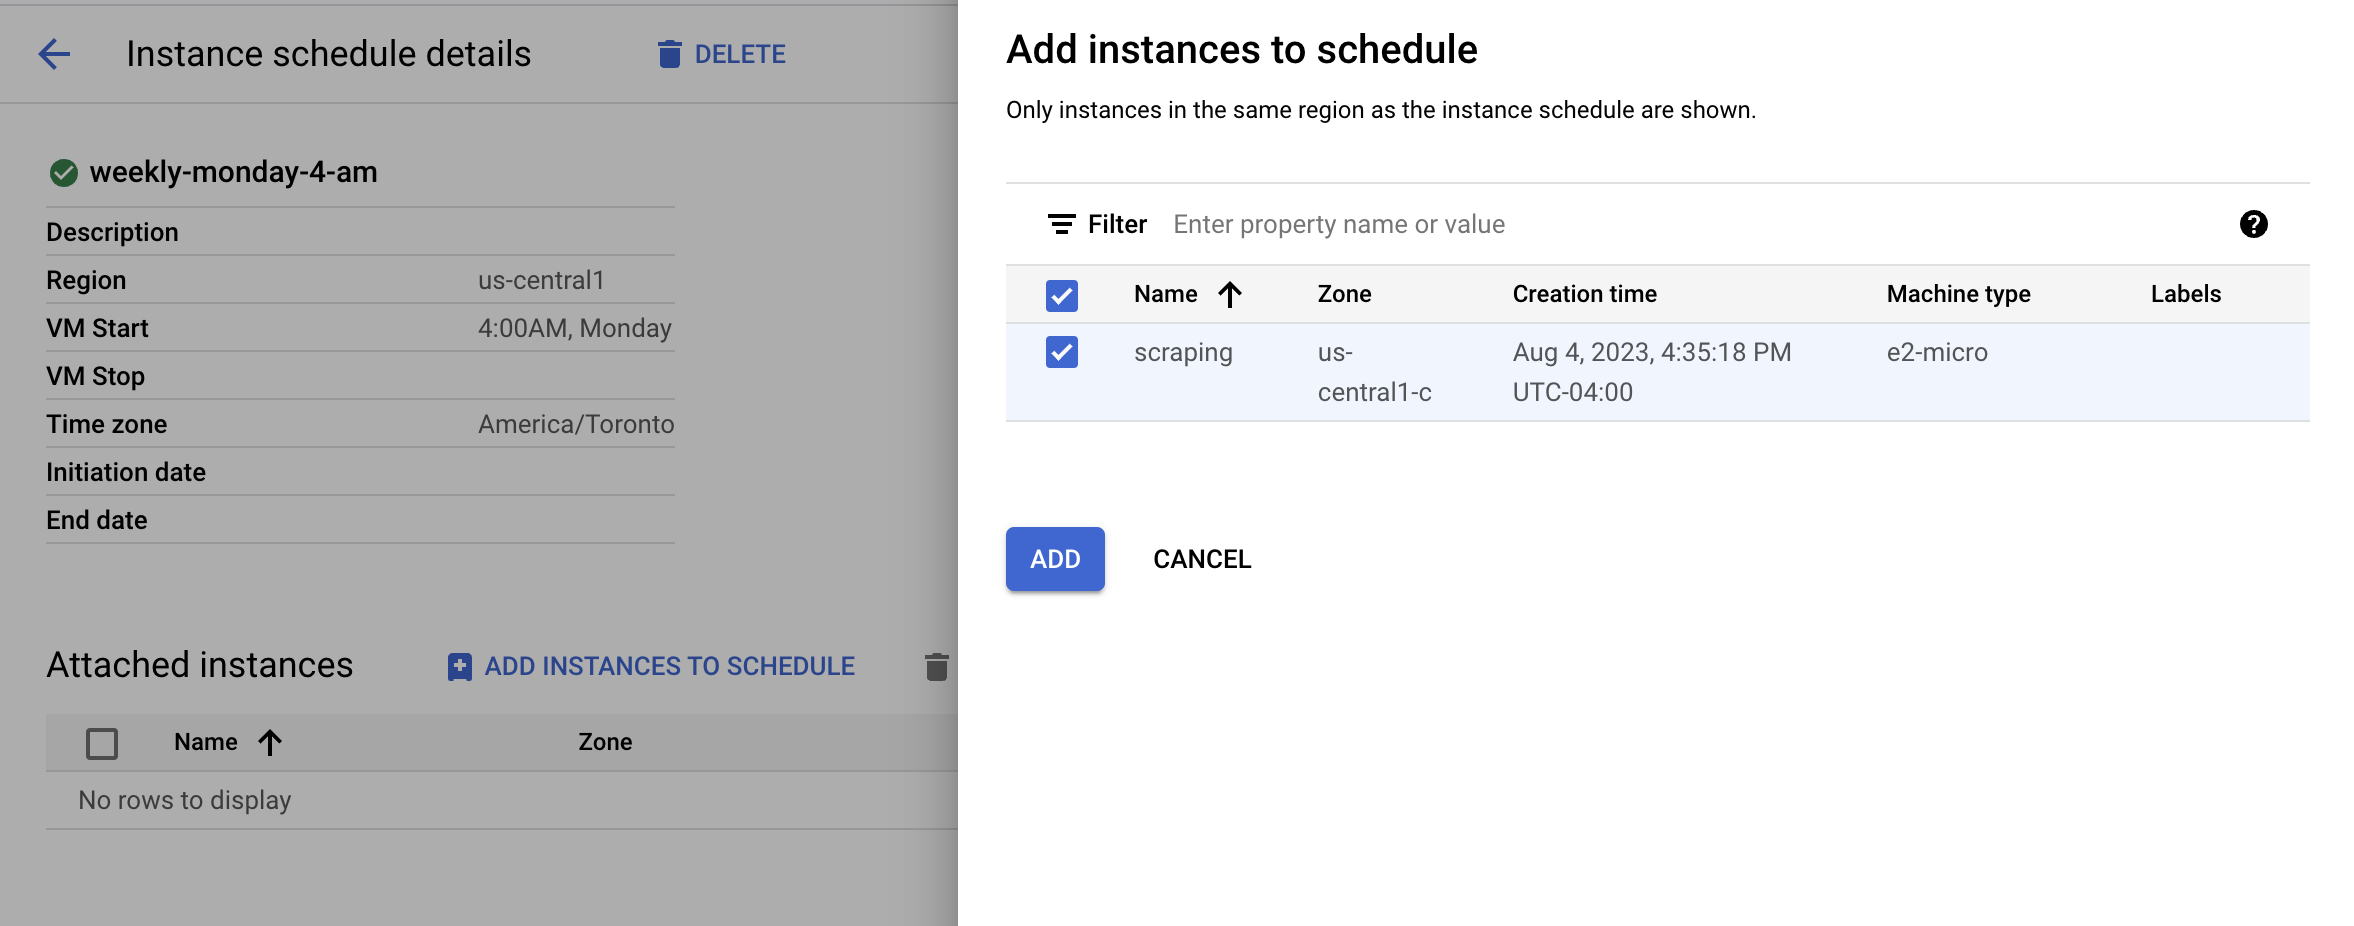 Instance schedule details
DELETE
weekly-monday-4-am
Description
Region us-central1
VM Start 4:00AM, Monday
VM Stop
Time zone America/Toronto
Initiation date
End date
Attached instances
ADD INSTANCES TO SCHEDULE
Name Zone
No rows to display
Add instances to schedule
Only instances in the same region as the instance schedule are shown.
Filter Enter property name or value
?
Name Zone Creation time Machine type Labels
scraping us- Aug 4, 2023, 4:35:18 PM e2-micro
central1-c UTC-04:00
ADD CANCEL